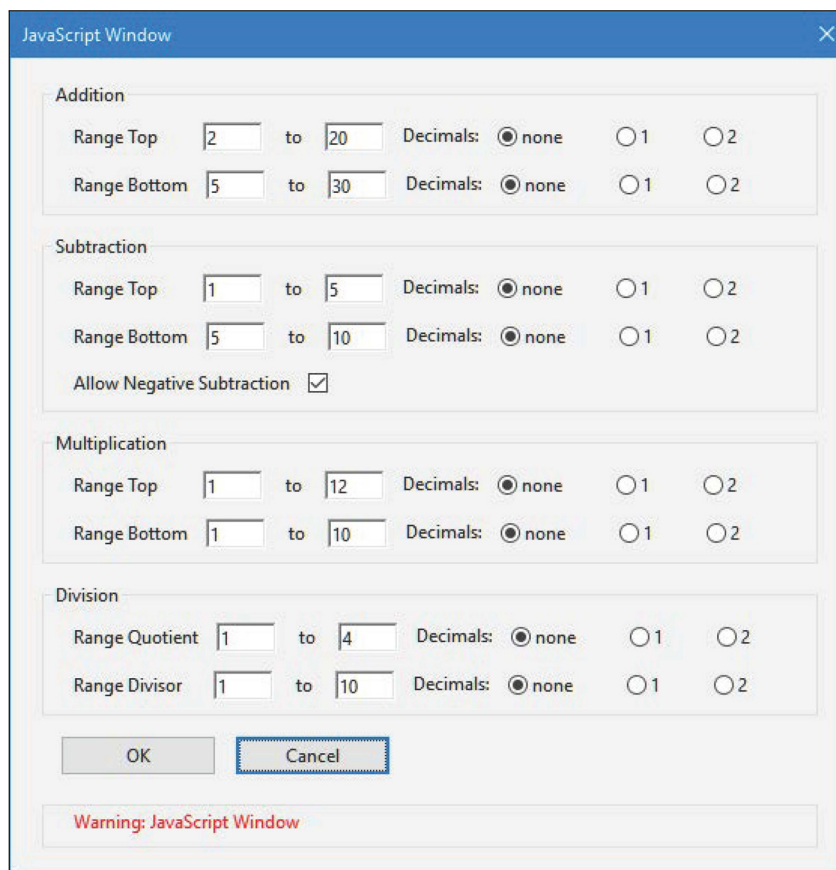 JavaScript Window
Addition
Range Top 2 to 20 Decimals: none 1 2
Range Bottom 5 to 30 Decimals: none 1 2
Subtraction
Range Top 1 to 5 Decimals: none 1 2
Range Bottom 5 to 10 Decimals: none 1 2
Allow Negative Subtraction
Multiplication
Range Top 1 to 12 Decimals: none 1 2
Range Bottom 1 to 10 Decimals: none 1 2
Division
Range Quotient 1 to 4 Decimals: none 1 2
Range Divisor 1 to 10 Decimals: none 1 2
OK Cancel
Warning: JavaScript Window